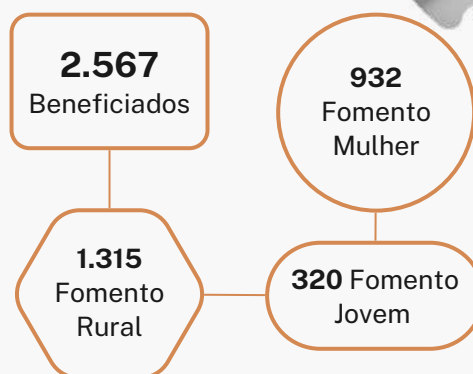 2.567
Beneficiados
932
Fomento
Mulher
1.315
Fomento
Rural
320 Fomento
Jovem